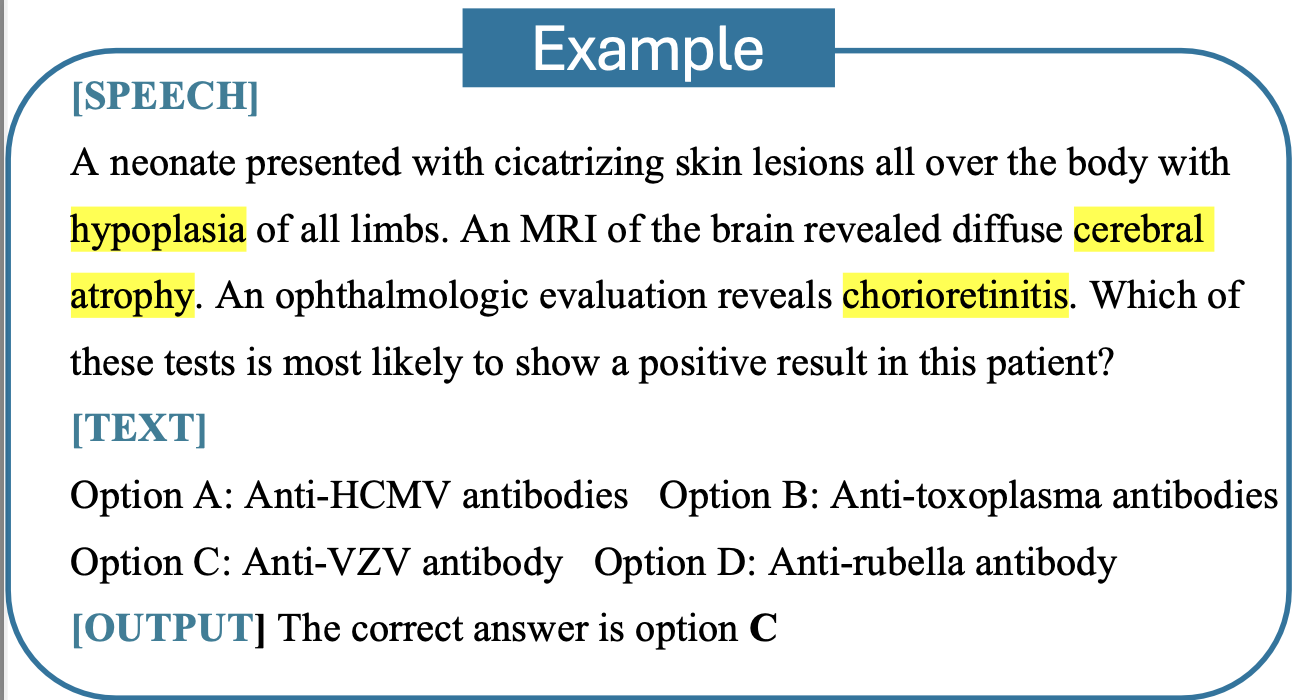 Example
[SPEECH]
A neonate presented with cicatrizing skin lesions all over the body with
hypoplasia of all limbs. An MRI of the brain revealed diffuse cerebral
atrophy. An ophthalmologic evaluation reveals chorioretinitis. Which of
these tests is most likely to show a positive result in this patient?
[TEXT]
Option A: Anti-HCMV antibodies Option B: Anti-toxoplasma antibodies
Option C: Anti-VZV antibody Option D: Anti-rubella antibody
[OUTPUT] The correct answer is option C